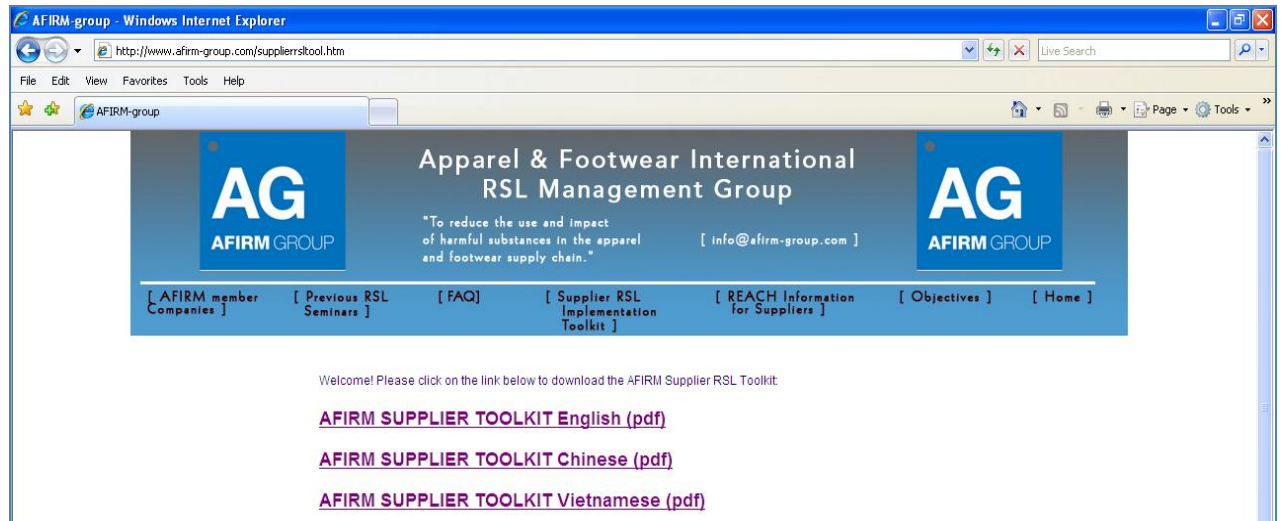 AFIRM-group - Windows Internet Explorer
http://www.afirm-group.com/supplierrsltool.htm
Live Search
File Edit View Favorites Tools Help
AFIRM-group
Page Tools
AG
AFIRM GROUP
Apparel & Footwear International
RSL Management Group
"To reduce the use and impact
of harmful substances in the apparel
and footwear supply chain."
[ info@afirm-group.com ]
AG
AFIRM GROUP
[ AFIRM member
Companies ]
[ Previous RSL
Seminars ]
[ FAQ]
[ Supplier RSL
Implementation
Toolkit ]
[ REACH Information
for Suppliers ]
[ Objectives ]
[ Home ]
Welcome! Please click on the link below to download the AFIRM Supplier RSL Toolkit:
AFIRM SUPPLIER TOOLKIT English (pdf)
AFIRM SUPPLIER TOOLKIT Chinese (pdf)
AFIRM SUPPLIER TOOLKIT Vietnamese (pdf)